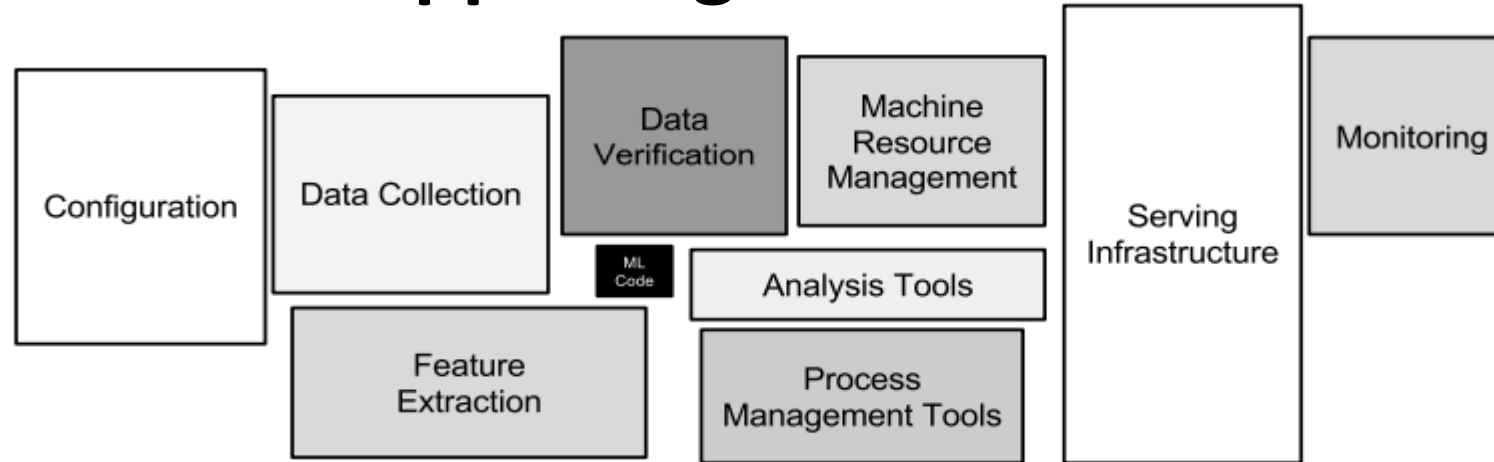 Configuration
Data Collection
Data
Verification
Machine
Resource
Management
Monitoring
Serving
Infrastructure
ML
Code
Analysis Tools
Feature
Extraction
Process
Management Tools